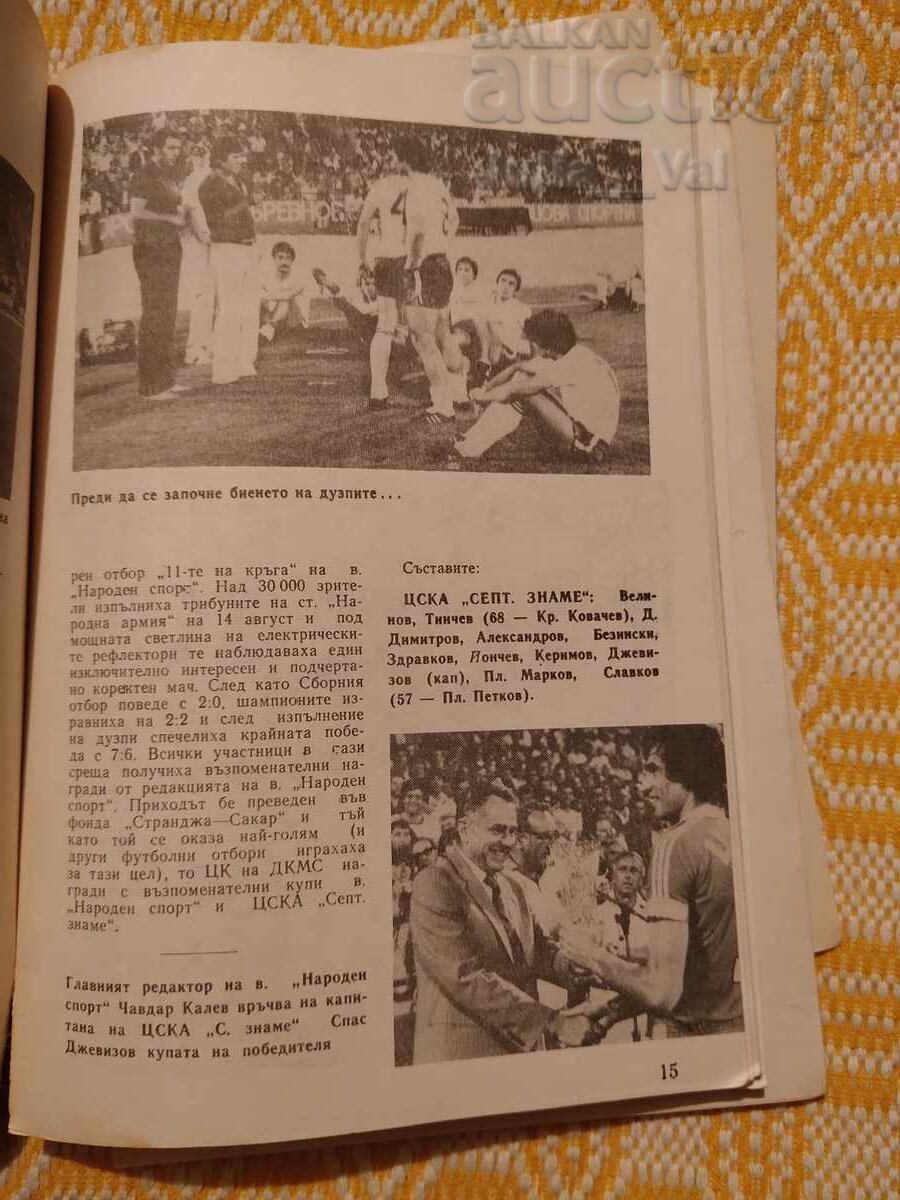 BALKAN
auction
Julia_Val
БРЕВНО
ЦОВА СПОРТНА
Преди да се започне биенето на дузпите...
рен отбор „11-те на кръга“ на в.
„Народен спорт“. Над 30 000 зрите-
ли изпълниха трибуните на ст. „На-
родна армия“ на 14 август и под
мощната светлина на електрически-
те рефлектори те наблюдаваха един
изключително интересен и подчерта-
но коректен мач. След като Сборния
отбор поведе с 2:0, шампионите из-
равниха на 2:2 и след изпълнение
на дузпи спечелиха крайната побе-
да с 7:6. Всички участници в тази
среща получиха възпоменателни на-
гради от редакцията на в. „Народен
спорт“. Приходът бе преведен във
фонда „Странджа—Сакар“ и тъй
като той се оказа най-голям (и
други футболни отбори играхаха
за тази цел), то ЦК на ДКМС на-
гради с възпоменателни купи в.
„Народен спорт“ и ЦСКА „Септ.
знаме“.
Главният редактор на в. „Народен
спорт“ Чавдар Калев връчва на капи-
тана на ЦСКА „С. знаме“ Спас
Джевизов купата на победителя
Съставите:
ЦСКА „СЕПТ. ЗНАМЕ“: Вели-
нов, Тинчев (68 — Кр. Ковачев), Д.
Димитров, Александров, Безински,
Здравков, Йончев, Керимов, Джеви-
зов (кап), Пл. Марков, Славков
(57 — Пл. Петков).
15